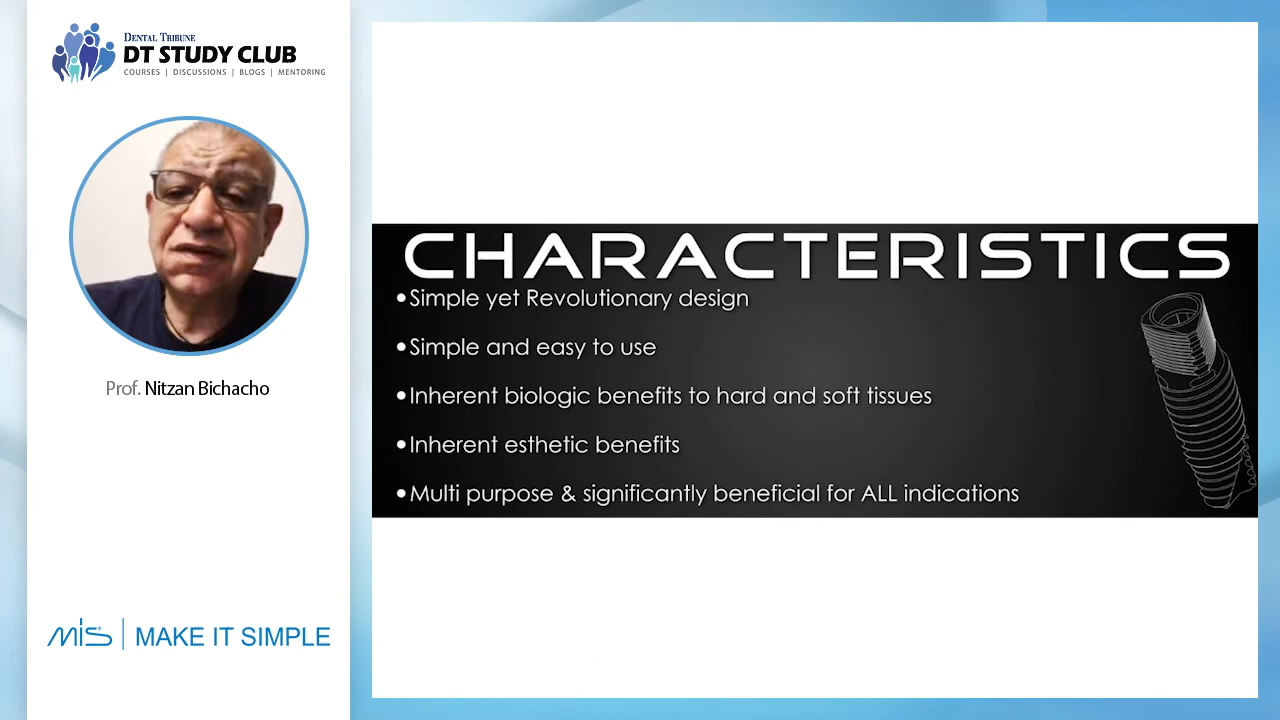 DENTAL TRIBUNE
DT STUDY CLUB
COURSES | DISCUSSIONS | BLOGS | MENTORING
Prof. Nitzan Bichacho
mis® | MAKE IT SIMPLE
CHARACTERISTICS
•Simple yet Revolutionary design
•Simple and easy to use
•Inherent biologic benefits to hard and soft tissues
•Inherent esthetic benefits
•Multi purpose & significantly beneficial for ALL indications